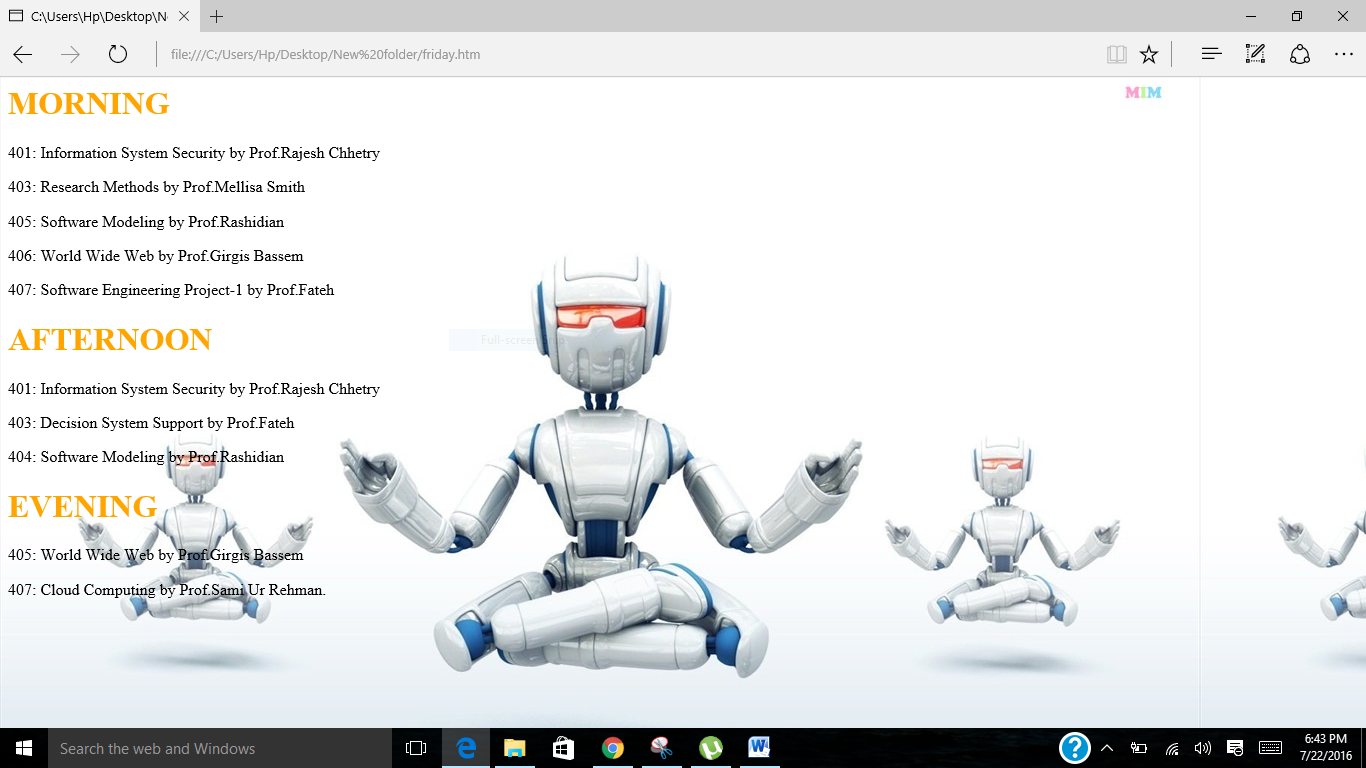 C:\Users\Hp\Desktop\N
file:///C:/Users/Hp/Desktop/New%20folder/friday.htm
MIM
MORNING
401: Information System Security by Prof.Rajesh Chhetry
403: Research Methods by Prof.Mellisa Smith
405: Software Modeling by Prof.Rashidian
406: World Wide Web by Prof.Girgis Bassem
407: Software Engineering Project-1 by Prof.Fateh
Full-screen Snip
AFTERNOON
401: Information System Security by Prof.Rajesh Chhetry
403: Decision System Support by Prof.Fateh
404: Software Modeling by Prof.Rashidian
EVENING
405: World Wide Web by Prof.Girgis Bassem
407: Cloud Computing by Prof.Sami Ur Rehman.
Search the web and Windows
6:43 PM
7/22/2016